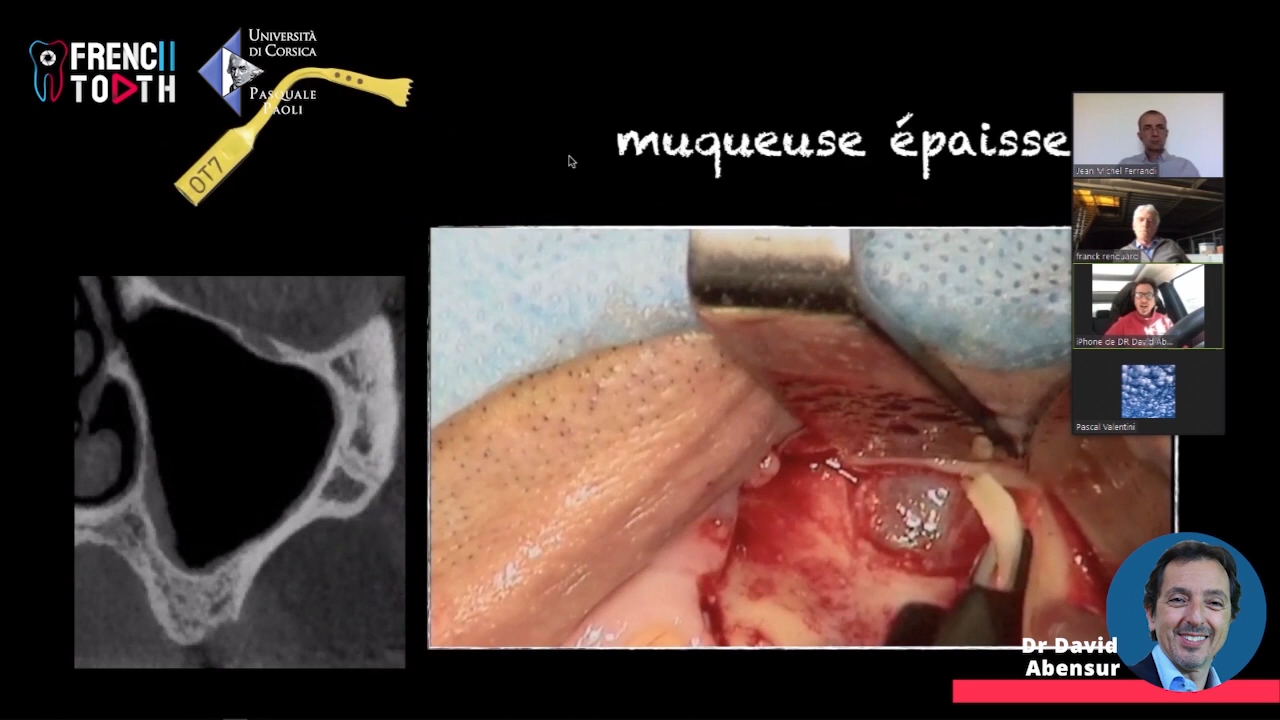 FRENCH
TOOTH
UNIVERSITÀ
DI CORSICA
PASQUALE
PAOLI
OT7
muqueuse épaisse
Jean Michel Ferrandi
franck renouard
iPhone de DR David Ab...
Pascal Valentini
Dr David
Abensur